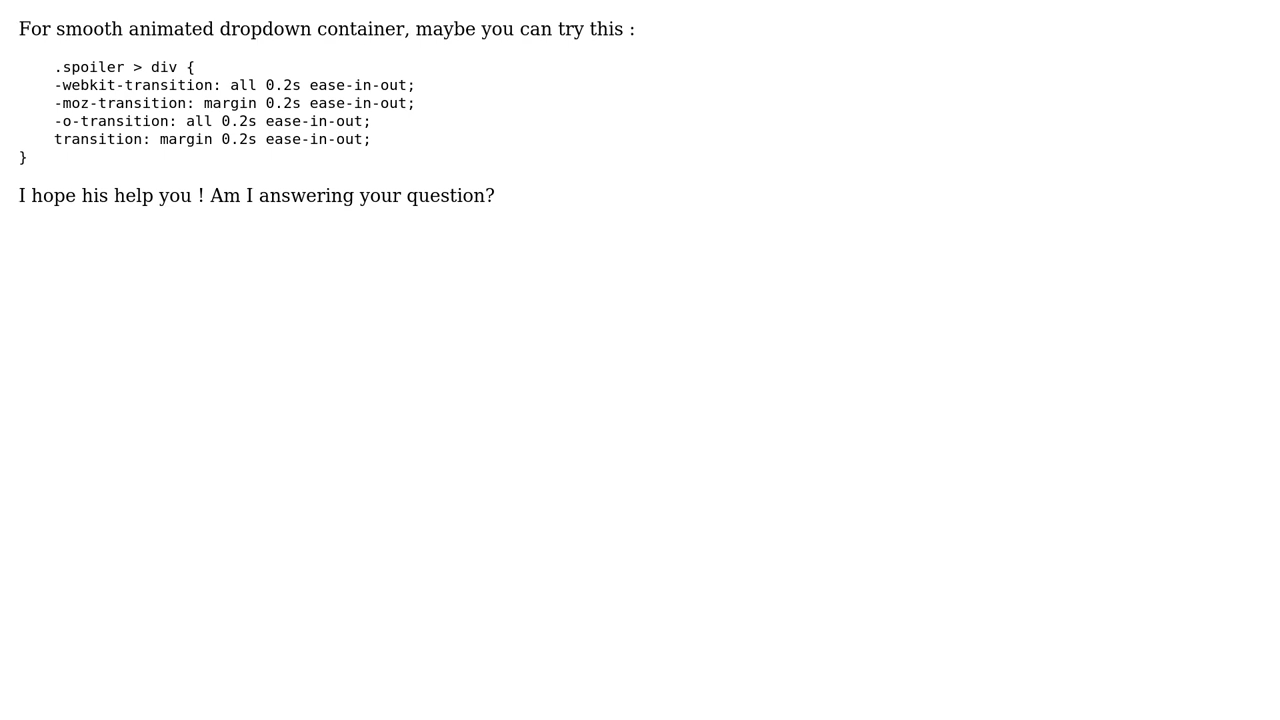 For smooth animated dropdown container, maybe you can try this :
    .spoiler > div {
    -webkit-transition: all 0.2s ease-in-out;
    -moz-transition: margin 0.2s ease-in-out;
    -o-transition: all 0.2s ease-in-out;
    transition: margin 0.2s ease-in-out;
}
I hope his help you ! Am I answering your question?